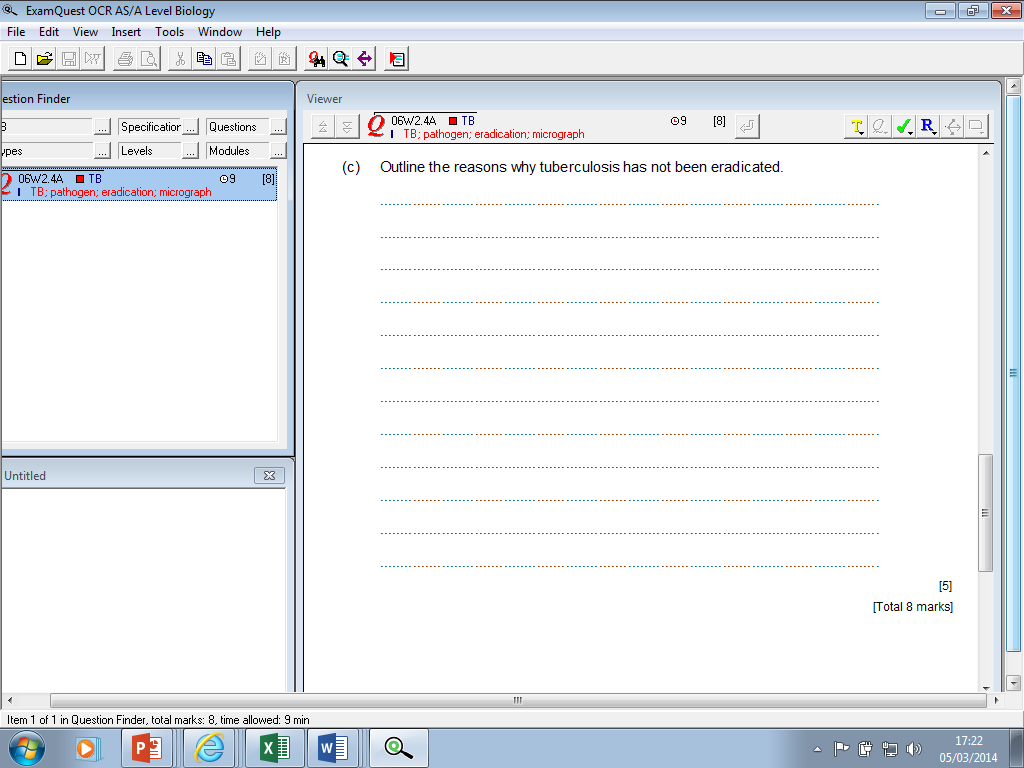 ExamQuest OCR AS/A Level Biology
File Edit View Insert Tools Window Help
estion Finder
Viewer
B ... Specification ... Questions ...
ypes ... Levels ... Modules ...
Q 06W2.4A TB 9 [8]
I TB; pathogen; eradication; micrograph
Q 06W2.4A TB 9 [8]
I TB; pathogen; eradication; micrograph
T Q R
(c) Outline the reasons why tuberculosis has not been eradicated.
[5]
[Total 8 marks]
Untitled
Item 1 of 1 in Question Finder, total marks: 8, time allowed: 9 min
17:22
05/03/2014